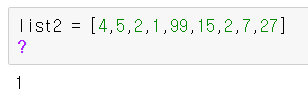 list2 = [4,5,2,1,99,15,2,7,27]
?
1